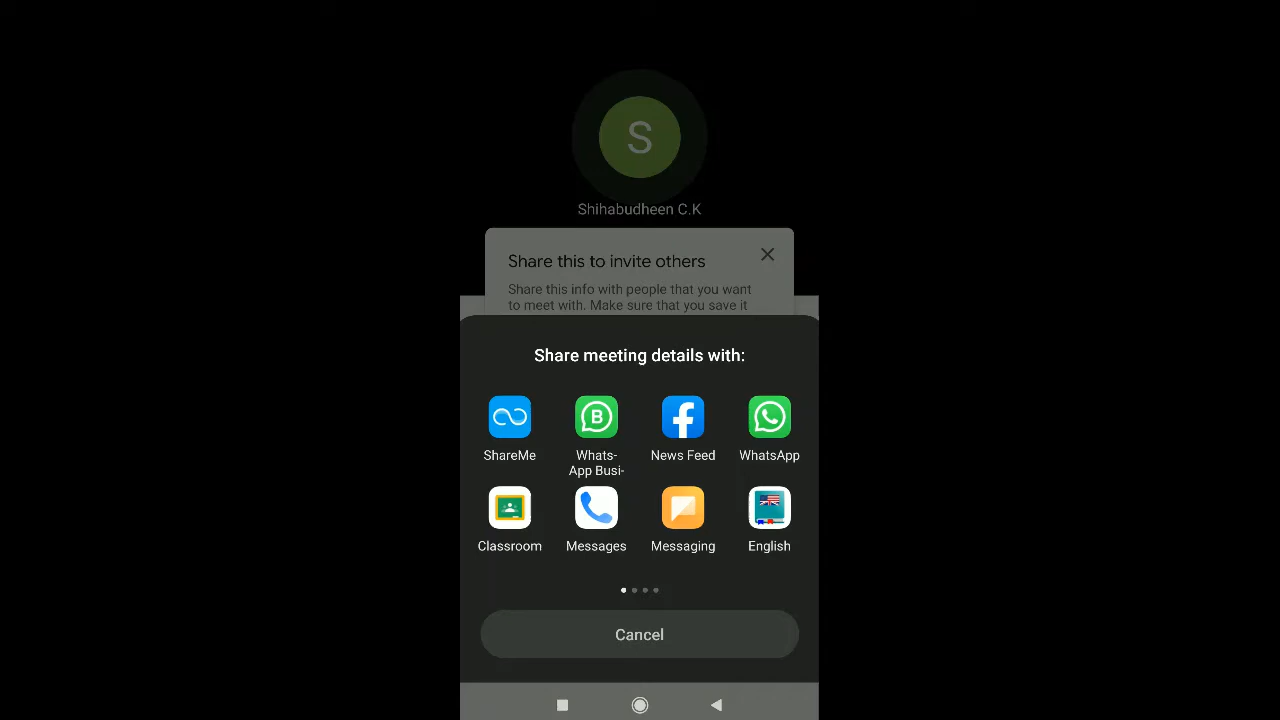 S
Shihabudheen C.K
Share this to invite others
Share this info with people that you want
to meet with. Make sure that you save it
Share meeting details with:
ShareMe
Whats-
App Busi-
News Feed
WhatsApp
Classroom
Messages
Messaging
English
Cancel